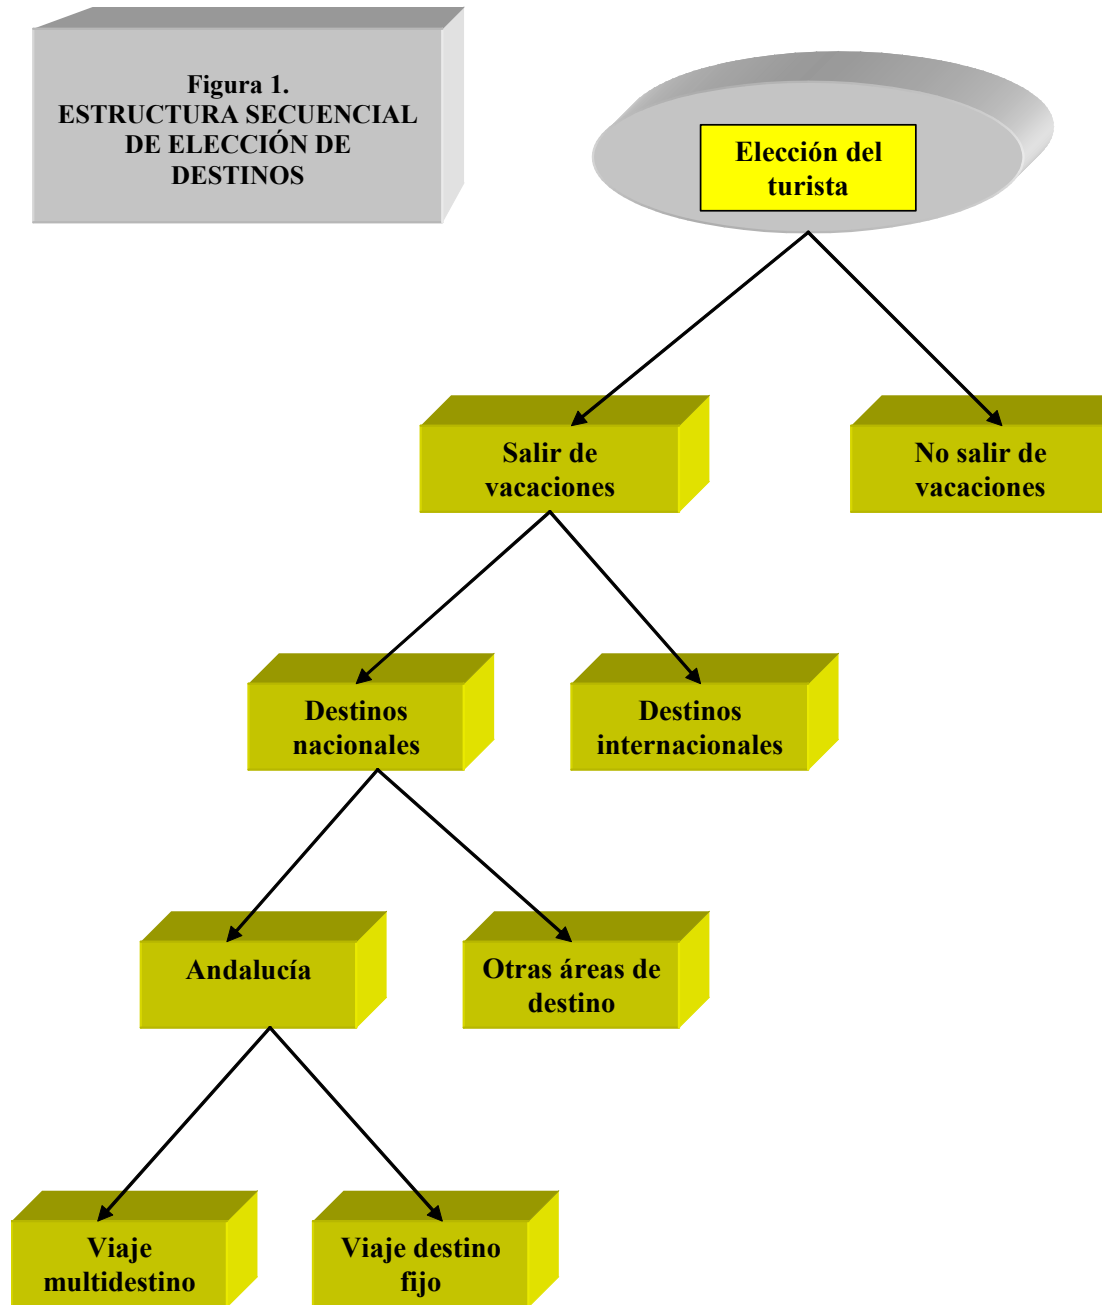 Figura 1.
ESTRUCTURA SECUENCIAL
DE ELECCIÓN DE
DESTINOS
Elección del
turista
Salir de
vacaciones
No salir de
vacaciones
Destinos
nacionales
Destinos
internacionales
Andalucía
Otras áreas de
destino
Viaje
multidestino
Viaje destino
fijo